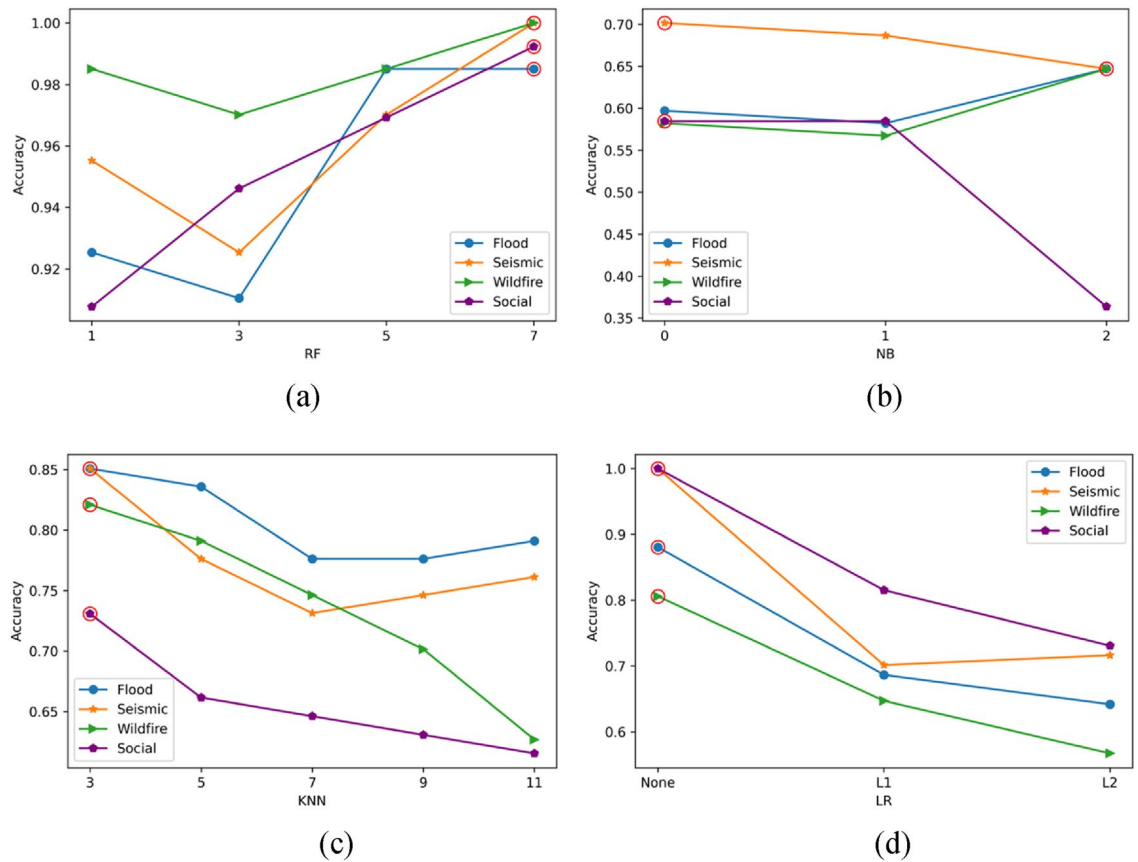 1.00
0.98
0.96
0.94
0.92
Accuracy
Flood
Seismic
Wildfire
Social
1 3 5 7
RF
(a)
0.70
0.65
0.60
0.55
0.50
0.45
0.40
0.35
Accuracy
Flood
Seismic
Wildfire
Social
0 1 2
NB
(b)
0.85
0.80
0.75
0.70
0.65
Accuracy
Flood
Seismic
Wildfire
Social
3 5 7 9 11
KNN
(c)
1.0
0.9
0.8
0.7
0.6
Accuracy
Flood
Seismic
Wildfire
Social
None L1 L2
LR
(d)